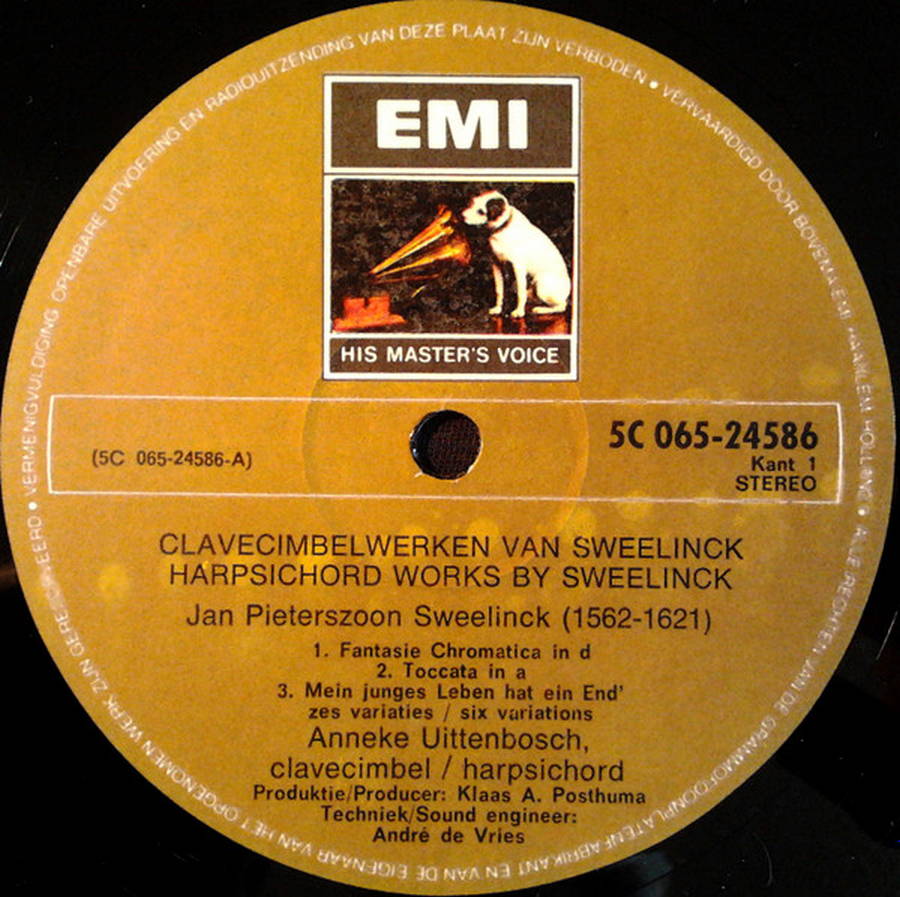 EMI
HIS MASTER'S VOICE
(5C 065-24586-A)
5C 065-24586
Kant 1
STEREO
CLAVECIMBELWERKEN VAN SWEELINCK
HARPSICHORD WORKS BY SWEELINCK
Jan Pieterszoon Sweelinck (1562-1621)
1. Fantasie Chromatica in d
2. Toccata in a
3. Mein junges Leben hat ein End'
zes variaties / six variations
Anneke Uittenbosch,
clavecimbel / harpsichord
Produktie/Producer: Klaas A. Posthuma
Techniek/Sound engineer:
André de Vries
VERVAARDIGD DOOR BOVEMA EMI HAARLEM HOLLAND • ALLE RECHTEN VAN DE GRAMMOFOONPLATENFABRIKANT EN VAN DE EIGENAAR VAN HET OPGENOMEN WERK ZIJN GERESERVEERD • VERMENIGVULDIGING OPENBARE UITVOERING EN RADIOUITZENDING VAN DEZE PLAAT ZIJN VERBODEN •